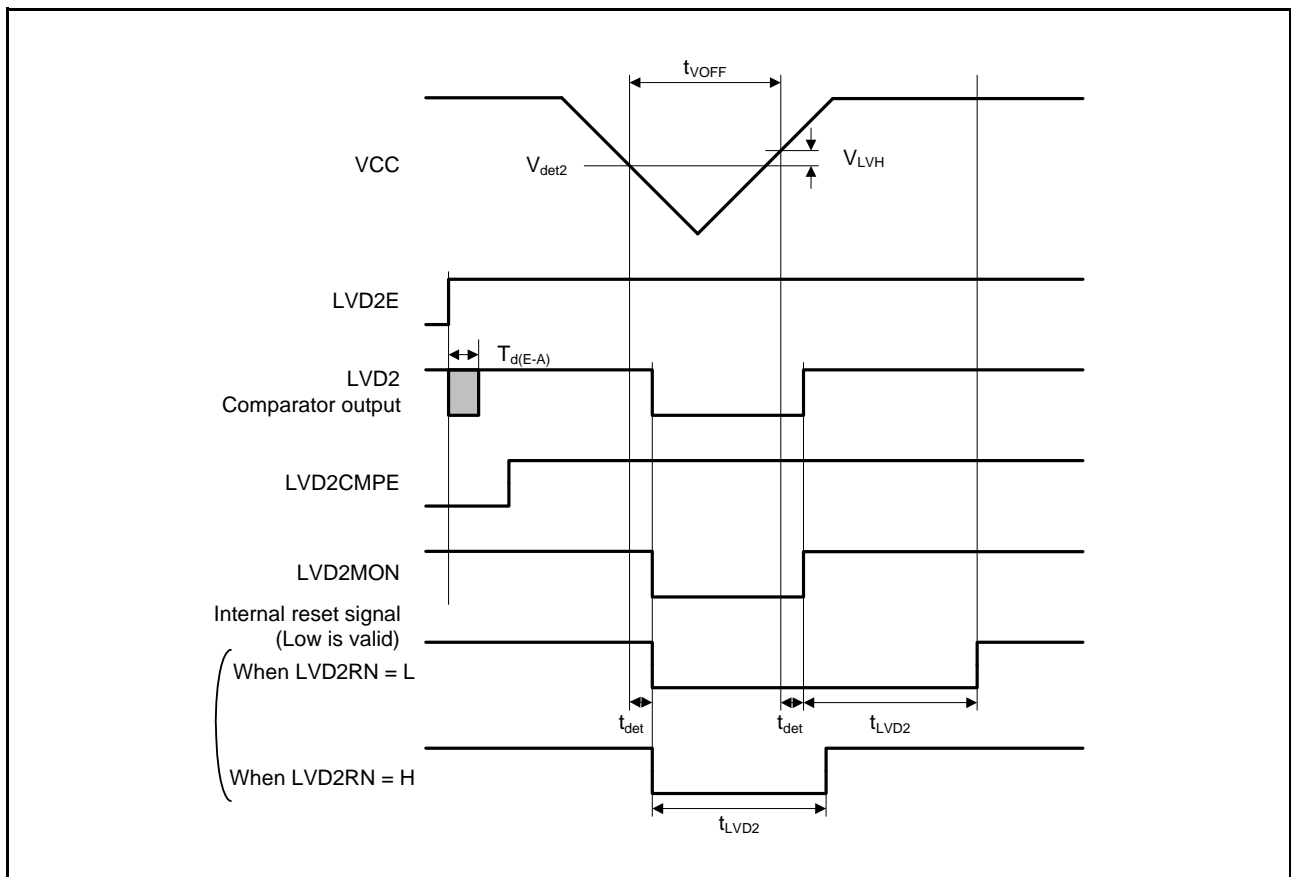 tVOFF
VCC
Vdet2
VLVH
LVD2E
Td(E-A)
LVD2
Comparator output
LVD2CMPE
LVD2MON
Internal reset signal
(Low is valid)
When LVD2RN = L
tdet
tdet
tLVD2
When LVD2RN = H
tLVD2